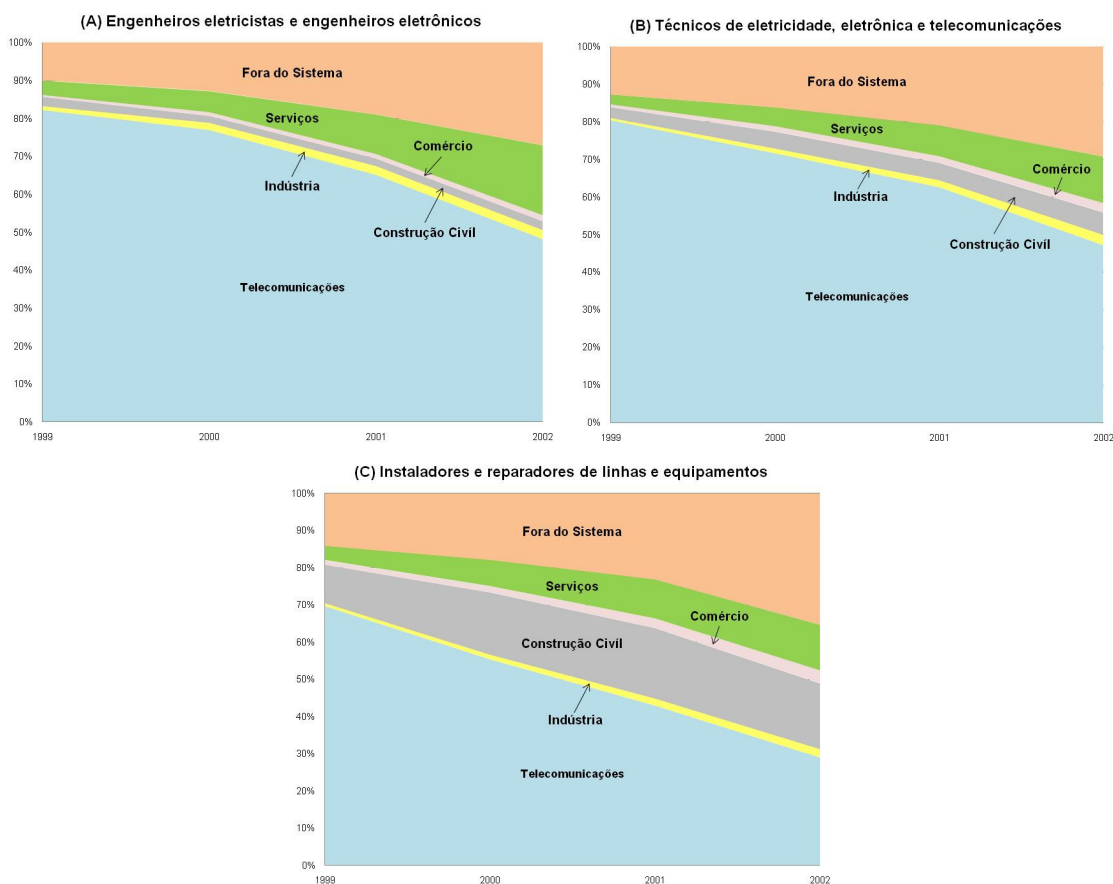 (A) Engenheiros eletricistas e engenheiros eletrônicos
100%
90%
80%
70%
60%
50%
40%
30%
20%
10%
0%
Fora do Sistema
Serviços
Comércio
Indústria
Construção Civíl
Telecomunicações
1999 2000 2001 2002
(B) Técnicos de eletricidade, eletrônica e telecomunicações
100%
90%
80%
70%
60%
50%
40%
30%
20%
10%
0%
Fora do Sistema
Serviços
Comércio
Indústria
Construção Civíl
Telecomunicações
1999 2000 2001 2002
(C) Instaladores e reparadores de linhas e equipamentos
100%
90%
80%
70%
60%
50%
40%
30%
20%
10%
0%
Fora do Sistema
Serviços
Comércio
Construção Civíl
Indústria
Telecomunicações
1999 2000 2001 2002